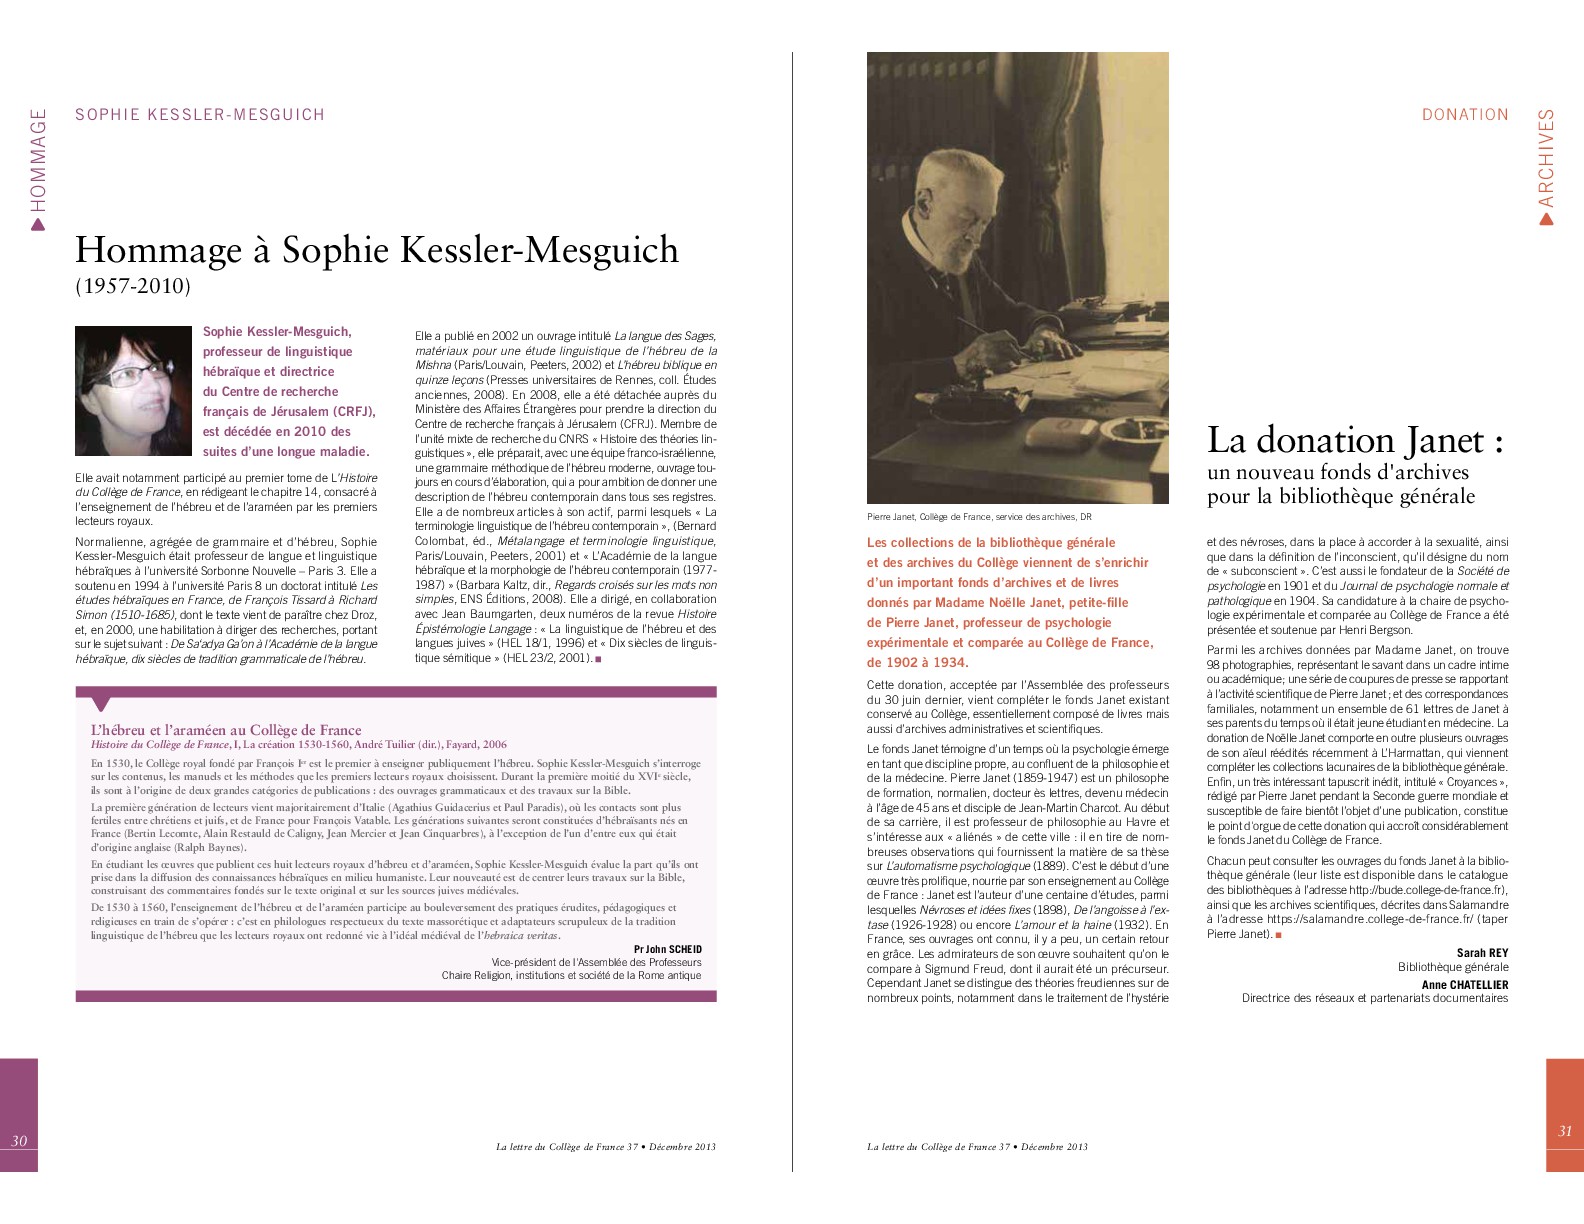 HOMMAGE
SOPHIE KESSLER-MESGUICH
Hommage à Sophie Kessler-Mesguich
(1957-2010)
Sophie Kessler-Mesguich,
professeur de linguistique
hébraïque et directrice
du Centre de recherche
français de Jérusalem (CRFJ),
est décédée en 2010 des
suites d'une longue maladie.
Elle avait notamment participé au premier tome de L'Histoire
du Collège de France, en rédigeant le chapitre 14, consacré à
l'enseignement de l'hébreu et de l'araméen par les premiers
lecteurs royaux.
Normalienne, agrégée de grammaire et d'hébreu, Sophie
Kessler-Mesguich était professeur de langue et linguistique
hébraïques à l'université Sorbonne Nouvelle – Paris 3. Elle a
soutenu en 1994 à l'université Paris 8 un doctorat intitulé Les
études hébraïques en France, de François Tissard à Richard
Simon (1510-1685), dont le texte vient de paraître chez Droz,
et, en 2000, une habilitation à diriger des recherches, portant
sur le sujet suivant : De Sa'adya Ga'on à l'Académie de la langue
hébraïque, dix siècles de tradition grammaticale de l'hébreu.
Elle a publié en 2002 un ouvrage intitulé La langue des Sages,
matériaux pour une étude linguistique de l'hébreu de la
Mishna (Paris/Louvain, Peeters, 2002) et L'hébreu biblique en
quinze leçons (Presses universitaires de Rennes, coll. Études
anciennes, 2008). En 2008, elle a été détachée auprès du
Ministère des Affaires Étrangères pour prendre la direction du
Centre de recherche français à Jérusalem (CFRJ). Membre de
l'unité mixte de recherche du CNRS « Histoire des théories lin-
guistiques », elle préparait, avec une équipe franco-israélienne,
une grammaire méthodique de l'hébreu moderne, ouvrage tou-
jours en cours d'élaboration, qui a pour ambition de donner une
description de l'hébreu contemporain dans tous ses registres.
Elle a de nombreux articles à son actif, parmi lesquels « La
terminologie linguistique de l'hébreu contemporain », (Bernard
Colombat, éd., Métalangage et terminologie linguistique,
Paris/Louvain, Peeters, 2001) et « L'Académie de la langue
hébraïque et la morphologie de l'hébreu contemporain (1977-
1987) » (Barbara Kaltz, dir., Regards croisés sur les mots non
simples, ENS Éditions, 2008). Elle a dirigé, en collaboration
avec Jean Baumgarten, deux numéros de la revue Histoire
Épistémologie Langage : « La linguistique de l'hébreu et des
langues juives » (HEL 18/1, 1996) et « Dix siècles de linguis-
tique sémitique » (HEL 23/2, 2001).
L'hébreu et l'araméen au Collège de France
Histoire du Collège de France, I, La création 1530-1560, André Tuilier (dir.), Fayard, 2006
En 1530, le Collège royal fondé par François Ier est le premier à enseigner publiquement l'hébreu. Sophie Kessler-Mesguich s'interroge
sur les contenus, les manuels et les méthodes que les premiers lecteurs royaux choisissent. Durant la première moitié du XVIe siècle,
ils sont à l'origine de deux grandes catégories de publications : des ouvrages grammaticaux et des travaux sur la Bible.
La première génération de lecteurs vient majoritairement d'Italie (Agathius Guidacerius et Paul Paradis), où les contacts sont plus
fertiles entre chrétiens et juifs, et de France pour François Vatable. Les générations suivantes seront constituées d'hébraïsants nés en
France (Bertin Lecomte, Alain Restauld de Caligny, Jean Mercier et Jean Cinquarbres), à l'exception de l'un d'entre eux qui était
d'origine anglaise (Ralph Baynes).
En étudiant les œuvres que publient ces huit lecteurs royaux d'hébreu et d'araméen, Sophie Kessler-Mesguich évalue la part qu'ils ont
prise dans la diffusion des connaissances hébraïques en milieu humaniste. Leur nouveauté est de centrer leurs travaux sur la Bible,
construisant des commentaires fondés sur le texte original et sur les sources juives médiévales.
De 1530 à 1560, l'enseignement de l'hébreu et de l'araméen participe au bouleversement des pratiques érudites, pédagogiques et
religieuses en train de s'opérer : c'est en philologues respectueux du texte massorétique et adaptateurs scrupuleux de la tradition
linguistique de l'hébreu que les lecteurs royaux ont redonné vie à l'idéal médiéval de l'hebraica veritas.
Pr John SCHEID
Vice-président de l'Assemblée des Professeurs
Chaire Religion, institutions et société de la Rome antique
30
La lettre du Collège de France 37 • Décembre 2013
DONATION
ARCHIVES
Pierre Janet, Collège de France, service des archives, DR
La donation Janet :
un nouveau fonds d'archives
pour la bibliothèque générale
Les collections de la bibliothèque générale
et des archives du Collège viennent de s'enrichir
d'un important fonds d'archives et de livres
donnés par Madame Noëlle Janet, petite-fille
de Pierre Janet, professeur de psychologie
expérimentale et comparée au Collège de France,
de 1902 à 1934.
Cette donation, acceptée par l'Assemblée des professeurs
du 30 juin dernier, vient compléter le fonds Janet existant
conservé au Collège, essentiellement composé de livres mais
aussi d'archives administratives et scientifiques.
Le fonds Janet témoigne d'un temps où la psychologie émerge
en tant que discipline propre, au confluent de la philosophie et
de la médecine. Pierre Janet (1859-1947) est un philosophe
de formation, normalien, docteur ès lettres, devenu médecin
à l'âge de 45 ans et disciple de Jean-Martin Charcot. Au début
de sa carrière, il est professeur de philosophie au Havre et
s'intéresse aux « aliénés » de cette ville : il en tire de nom-
breuses observations qui fournissent la matière de sa thèse
sur L'automatisme psychologique (1889). C'est le début d'une
œuvre très prolifique, nourrie par son enseignement au Collège
de France : Janet est l'auteur d'une centaine d'études, parmi
lesquelles Névroses et idées fixes (1898), De l'angoisse à l'ex-
tase (1926-1928) ou encore L'amour et la haine (1932). En
France, ses ouvrages ont connu, il y a peu, un certain retour
en grâce. Les admirateurs de son œuvre souhaitent qu'on le
compare à Sigmund Freud, dont il aurait été un précurseur.
Cependant Janet se distingue des théories freudiennes sur de
nombreux points, notamment dans le traitement de l'hystérie
et des névroses, dans la place à accorder à la sexualité, ainsi
que dans la définition de l'inconscient, qu'il désigne du nom
de « subconscient ». C'est aussi le fondateur de la Société de
psychologie en 1901 et du Journal de psychologie normale et
pathologique en 1904. Sa candidature à la chaire de psycho-
logie expérimentale et comparée au Collège de France a été
présentée et soutenue par Henri Bergson.
Parmi les archives données par Madame Janet, on trouve
98 photographies, représentant le savant dans un cadre intime
ou académique; une série de coupures de presse se rapportant
à l'activité scientifique de Pierre Janet ; et des correspondances
familiales, notamment un ensemble de 61 lettres de Janet à
ses parents du temps où il était jeune étudiant en médecine. La
donation de Noëlle Janet comporte en outre plusieurs ouvrages
de son aïeul réédités récemment à L'Harmattan, qui viennent
compléter les collections lacunaires de la bibliothèque générale.
Enfin, un très intéressant tapuscrit inédit, intitulé « Croyances »,
rédigé par Pierre Janet pendant la Seconde guerre mondiale et
susceptible de faire bientôt l'objet d'une publication, constitue
le point d'orgue de cette donation qui accroît considérablement
le fonds Janet du Collège de France.
Chacun peut consulter les ouvrages du fonds Janet à la biblio-
thèque générale (leur liste est disponible dans le catalogue
des bibliothèques à l'adresse http://bude.college-de-france.fr),
ainsi que les archives scientifiques, décrites dans Salamandre
à l'adresse https://salamandre.college-de-france.fr/ (taper
Pierre Janet).
Sarah REY
Bibliothèque générale
Anne CHATELLIER
Directrice des réseaux et partenariats documentaires
La lettre du Collège de France 37 • Décembre 2013
31